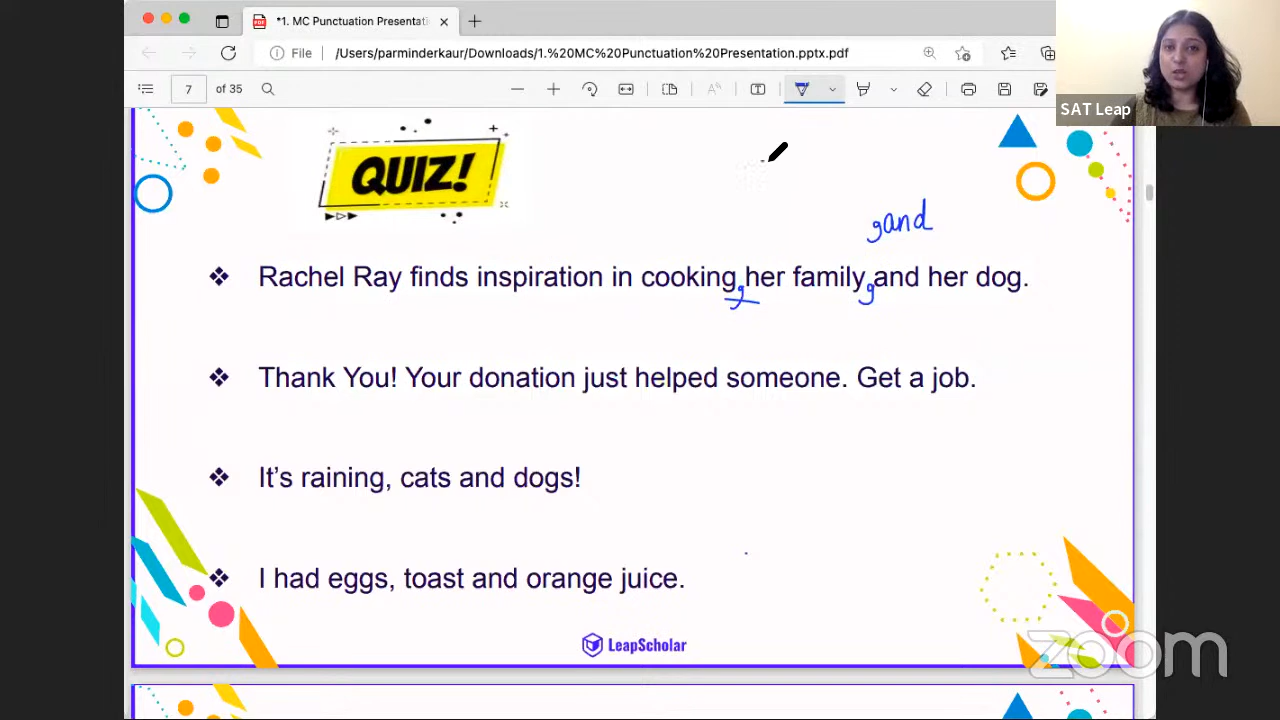 *1. MC Punctuation Presentati
File
/Users/parminderkaur/Downloads/1.%20MC%20Punctuation%20Presentation.pptx.pdf
7 of 35
SAT Leap
QUIZ!
,and
❖ Rachel Ray finds inspiration in cooking, her family, and her dog.
❖ Thank You! Your donation just helped someone. Get a job.
❖ It's raining, cats and dogs!
❖ I had eggs, toast and orange juice.
LeapScholar
zoom